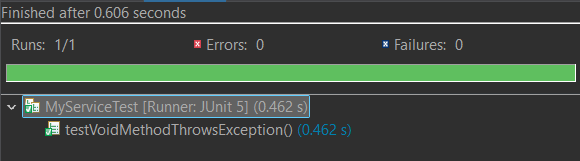 Finished after 0.606 seconds
Runs: 1/1 Errors: 0 Failures: 0
MyServiceTest [Runner: JUnit 5] (0.462 s)
testVoidMethodThrowsException() (0.462 s)